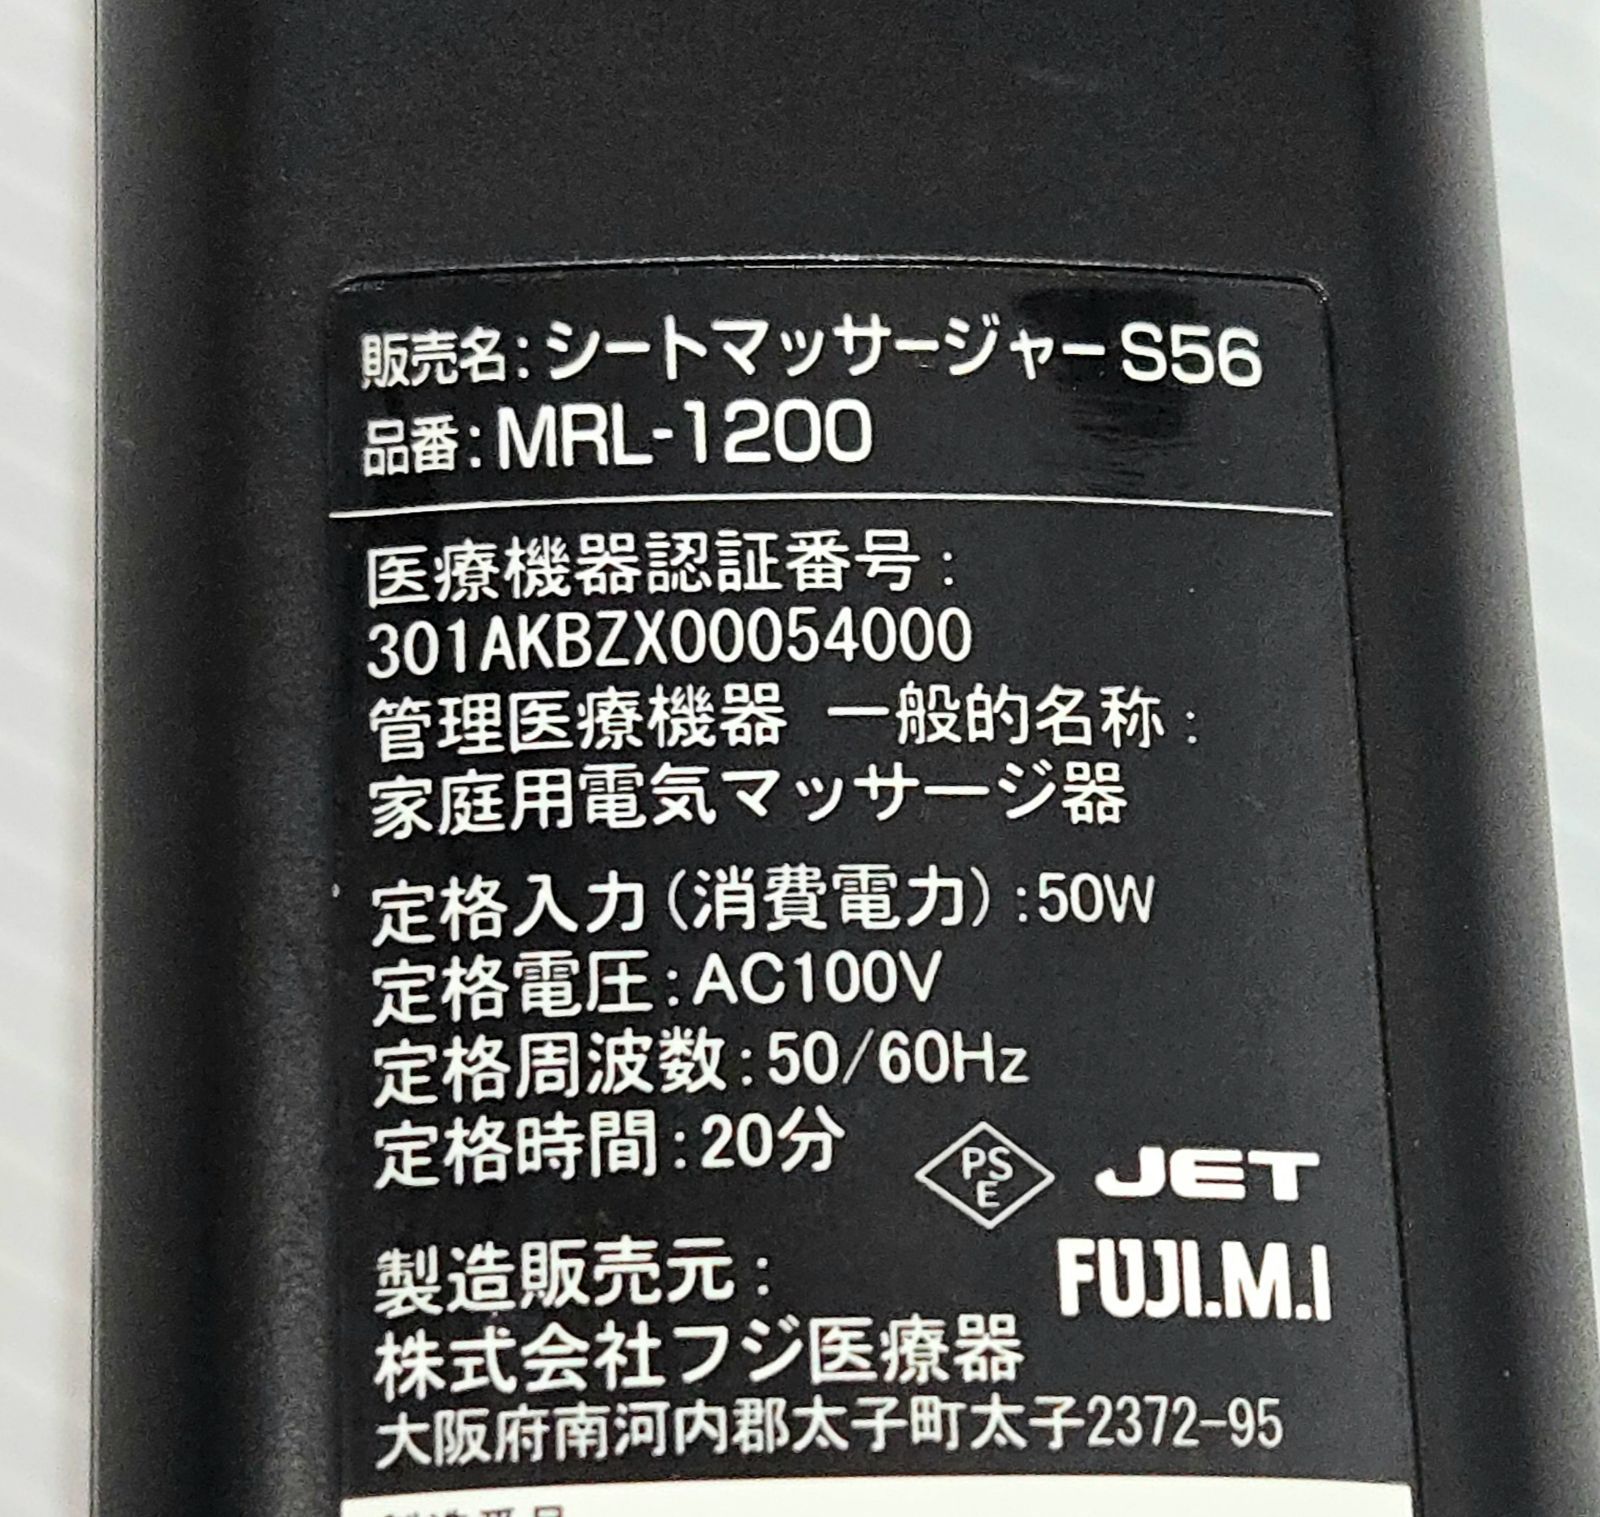 販売名:シートマッサージャーS56
品番:MRL-1200
医療機器認証番号:
301AKBZX00054000
管理医療機器 一般的名称:
家庭用電気マッサージ器
定格入力(消費電力):50W
定格電圧:AC100V
定格周波数:50/60Hz
定格時間:20分
PS
E
JET
FUJI.M.I
製造販売元:
株式会社フジ医療器
大阪府南河内郡太子町太子2372-95
製造番号